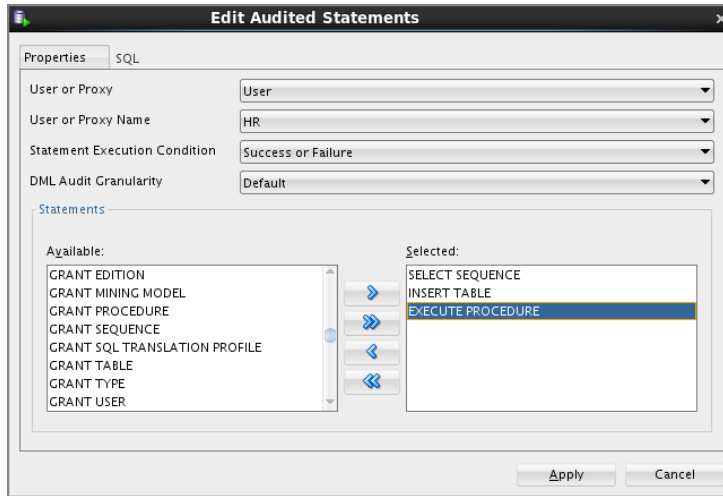 Edit Audited Statements
Properties SQL
User or Proxy User
User or Proxy Name HR
Statement Execution Condition Success or Failure
DML Audit Granularity Default
Statements
Available: Selected:
GRANT EDITION SELECT SEQUENCE
GRANT MINING MODEL INSERT TABLE
GRANT PROCEDURE EXECUTE PROCEDURE
GRANT SEQUENCE
GRANT SQL TRANSLATION PROFILE
GRANT TABLE
GRANT TYPE
GRANT USER
Apply Cancel